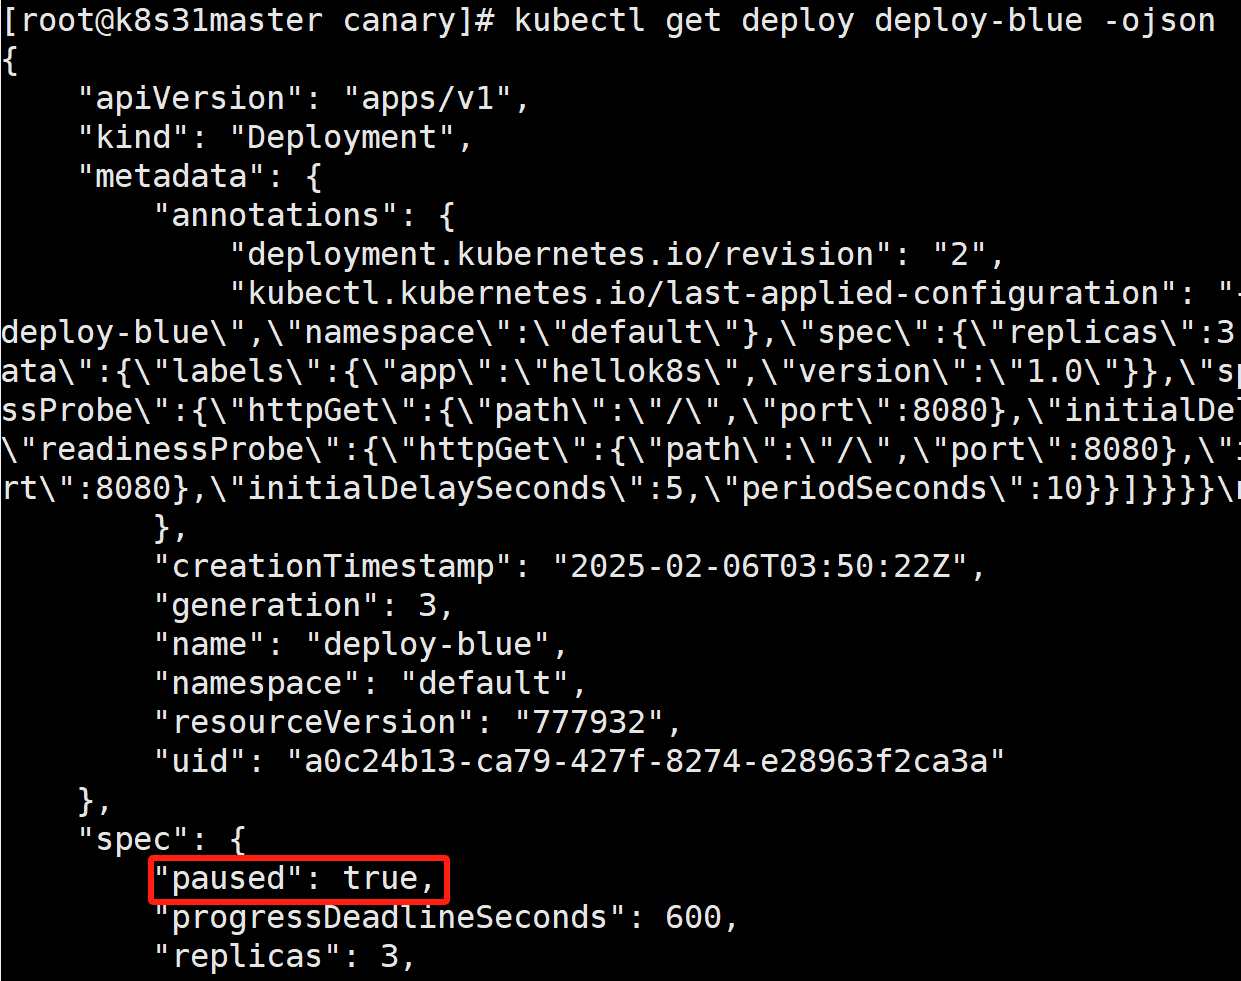 [root@k8s31master canary]# kubectl get deploy deploy-blue -ojson
{
    "apiVersion": "apps/v1",
    "kind": "Deployment",
    "metadata": {
        "annotations": {
            "deployment.kubernetes.io/revision": "2",
            "kubectl.kubernetes.io/last-applied-configuration": "
deploy-blue\",\"namespace\":\"default\"},\"spec\":{\"replicas\":3
ata\":{\"labels\":{\"app\":\"hellok8s\",\"version\":\"1.0\"}},\"sp
ssProbe\":{\"httpGet\":{\"path\":\"/\",\"port\":8080},\"initialDel
\"readinessProbe\":{\"httpGet\":{\"path\":\"/\",\"port\":8080},\"
rt\":8080},\"initialDelaySeconds\":5,\"periodSeconds\":10}}]}}}}\
        },
        "creationTimestamp": "2025-02-06T03:50:22Z",
        "generation": 3,
        "name": "deploy-blue",
        "namespace": "default",
        "resourceVersion": "777932",
        "uid": "a0c24b13-ca79-427f-8274-e28963f2ca3a"
    },
    "spec": {
        "paused": true,
        "progressDeadlineSeconds": 600,
        "replicas": 3,